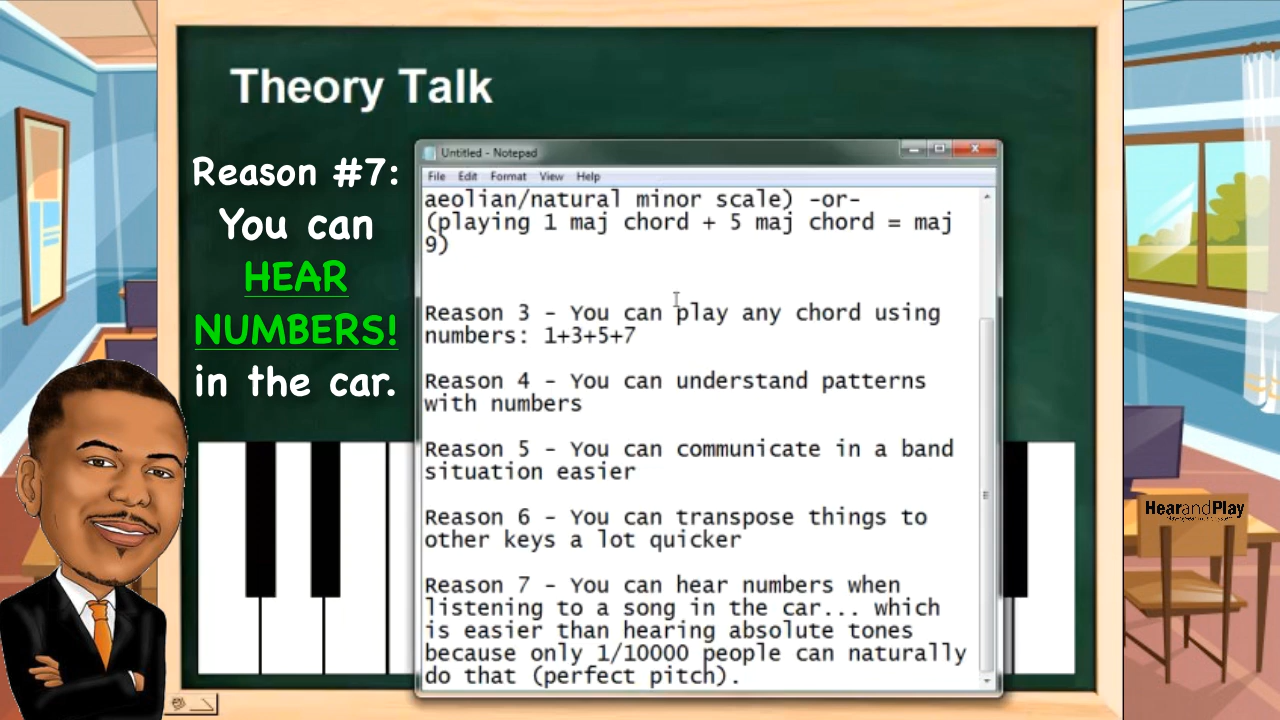 Theory Talk
Reason #7:
You can
HEAR
NUMBERS!
in the car.
Untitled - Notepad
File Edit Format View Help
aeolian/natural minor scale) -or-
(playing 1 maj chord + 5 maj chord = maj
9)
Reason 3 - You can play any chord using
numbers: 1+3+5+7
Reason 4 - You can understand patterns
with numbers
Reason 5 - You can communicate in a band
situation easier
Reason 6 - You can transpose things to
other keys a lot quicker
Reason 7 - You can hear numbers when
listening to a song in the car... which
is easier than hearing absolute tones
because only 1/10000 people can naturally
do that (perfect pitch).
HearandPlay